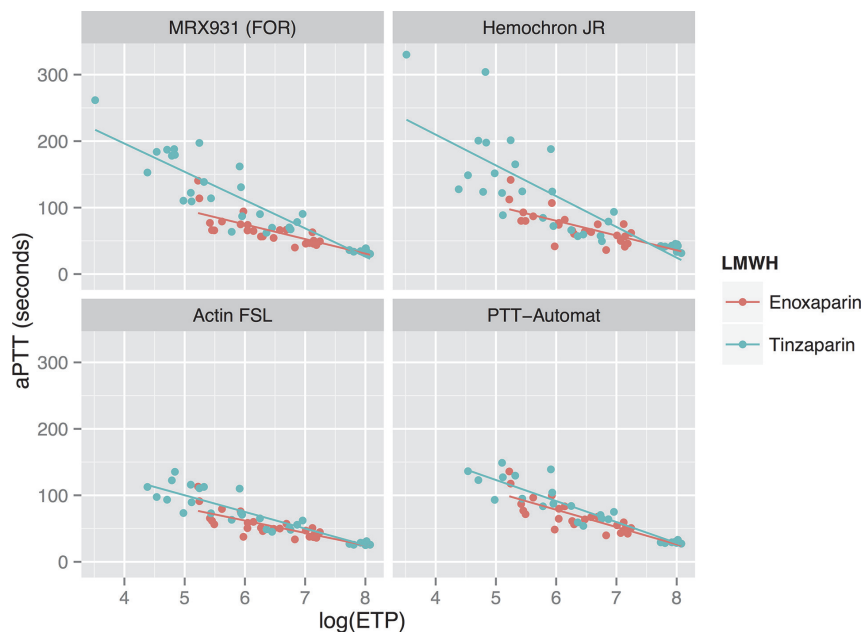 MRX931 (FOR)
Hemochron JR
300
200
100
0
Actin FSL
PTT−Automat
300
200
100
0
4 5 6 7 8
4 5 6 7 8
log(ETP)
aPTT (seconds)
LMWH
Enoxaparin
Tinzaparin